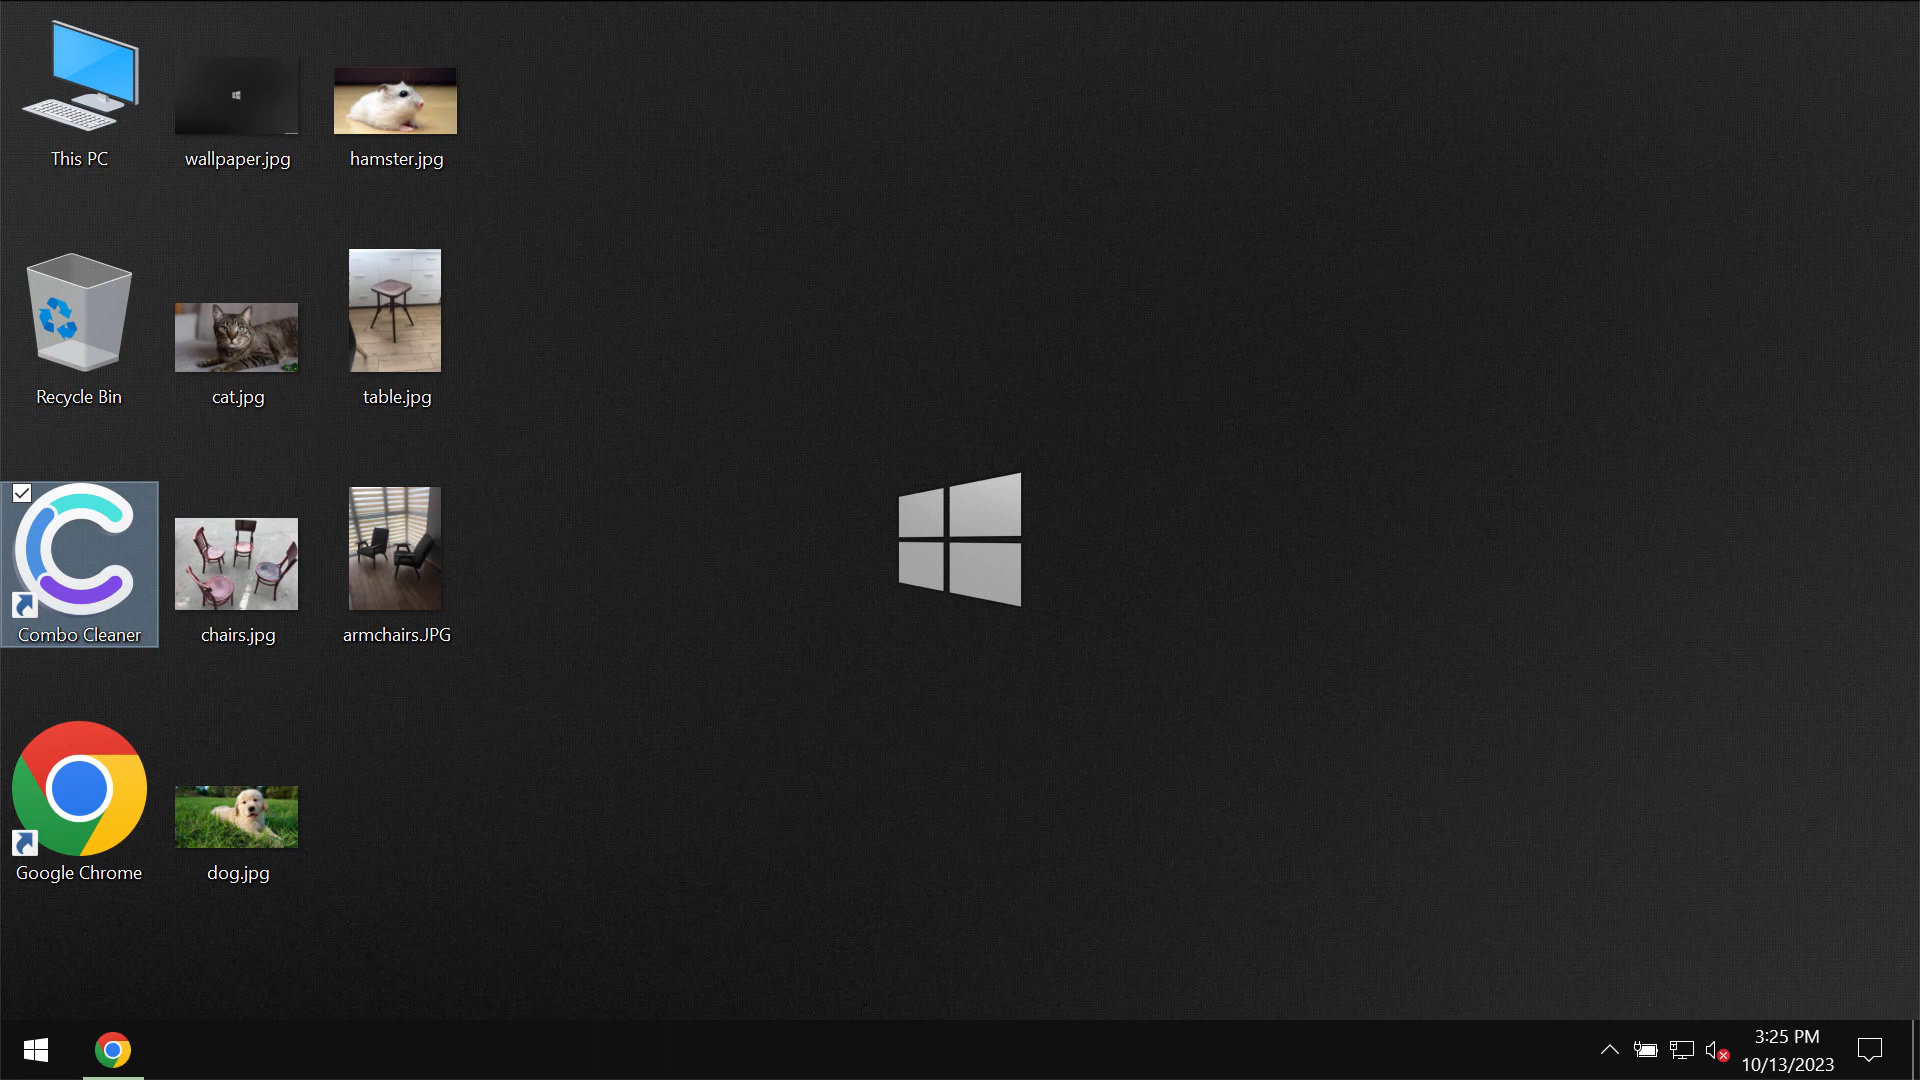 This PC
wallpaper.jpg
hamster.jpg
Recycle Bin
cat.jpg
table.jpg
Combo Cleaner
chairs.jpg
armchairs.JPG
Google Chrome
dog.jpg
3:25 PM
10/13/2023